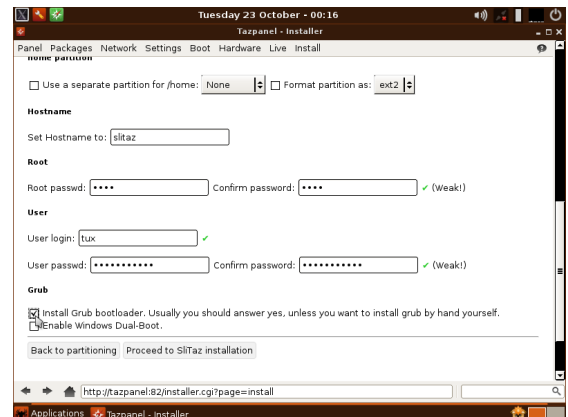 Tuesday 23 October - 00:16
Tazpanel - Installer
Panel Packages Network Settings Boot Hardware Live Install
Home partition
Use a separate partition for /home: None Format partition as: ext2
Hostname
Set Hostname to: slitaz
Root
Root passwd: •••• Confirm password: •••• ✔ (Weak!)
User
User login: tux ✔
User passwd: ••••••••••• Confirm password: ••••••••••• ✔ (Weak!)
Grub
Install Grub bootloader. Usually you should answer yes, unless you want to install grub by hand yourself.
Enable Windows Dual-Boot.
Back to partitioning Proceed to SliTaz installation
http://tazpanel:82/installer.cgi?page=install
Applications Tazpanel - Installer